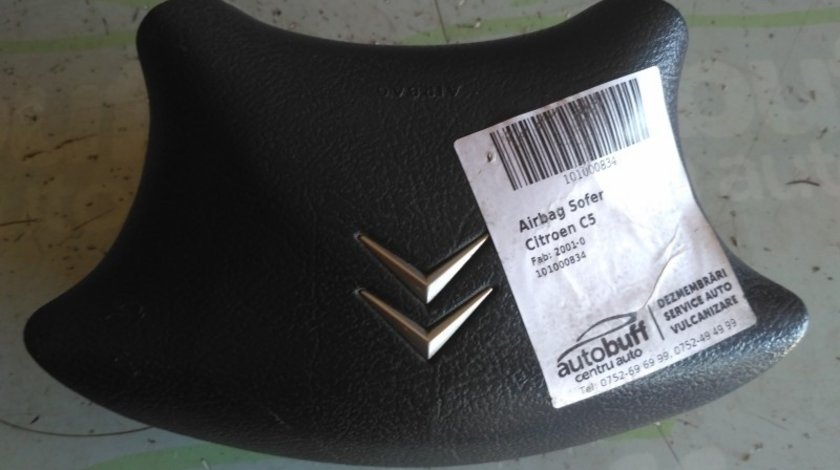 AIRBAG
101000834
Airbag Sofer
Citroen C5
Fab: 2001-0
101000834
autobuff
centru auto
DEZMEMBRĂRI
SERVICE AUTO
VULCANIZARE
Tel: 0752-69 69 99, 0752-49 49 99